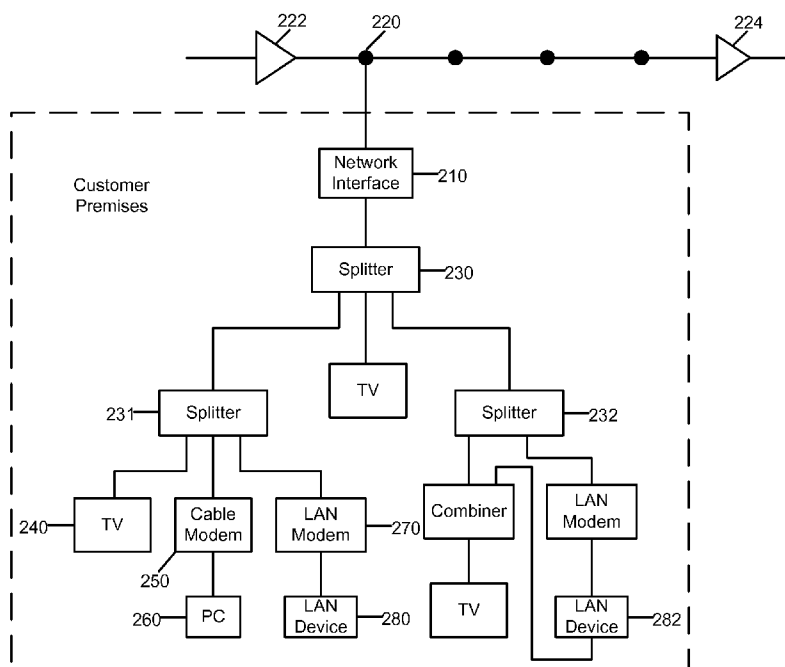 222
220
224
Network
Interface
210
Customer
Premises
Splitter
230
TV
231
Splitter
Splitter
232
240
TV
Cable
Modem
250
LAN
Modem
270
Combiner
LAN
Modem
260
PC
LAN
Device
280
TV
LAN
Device
282